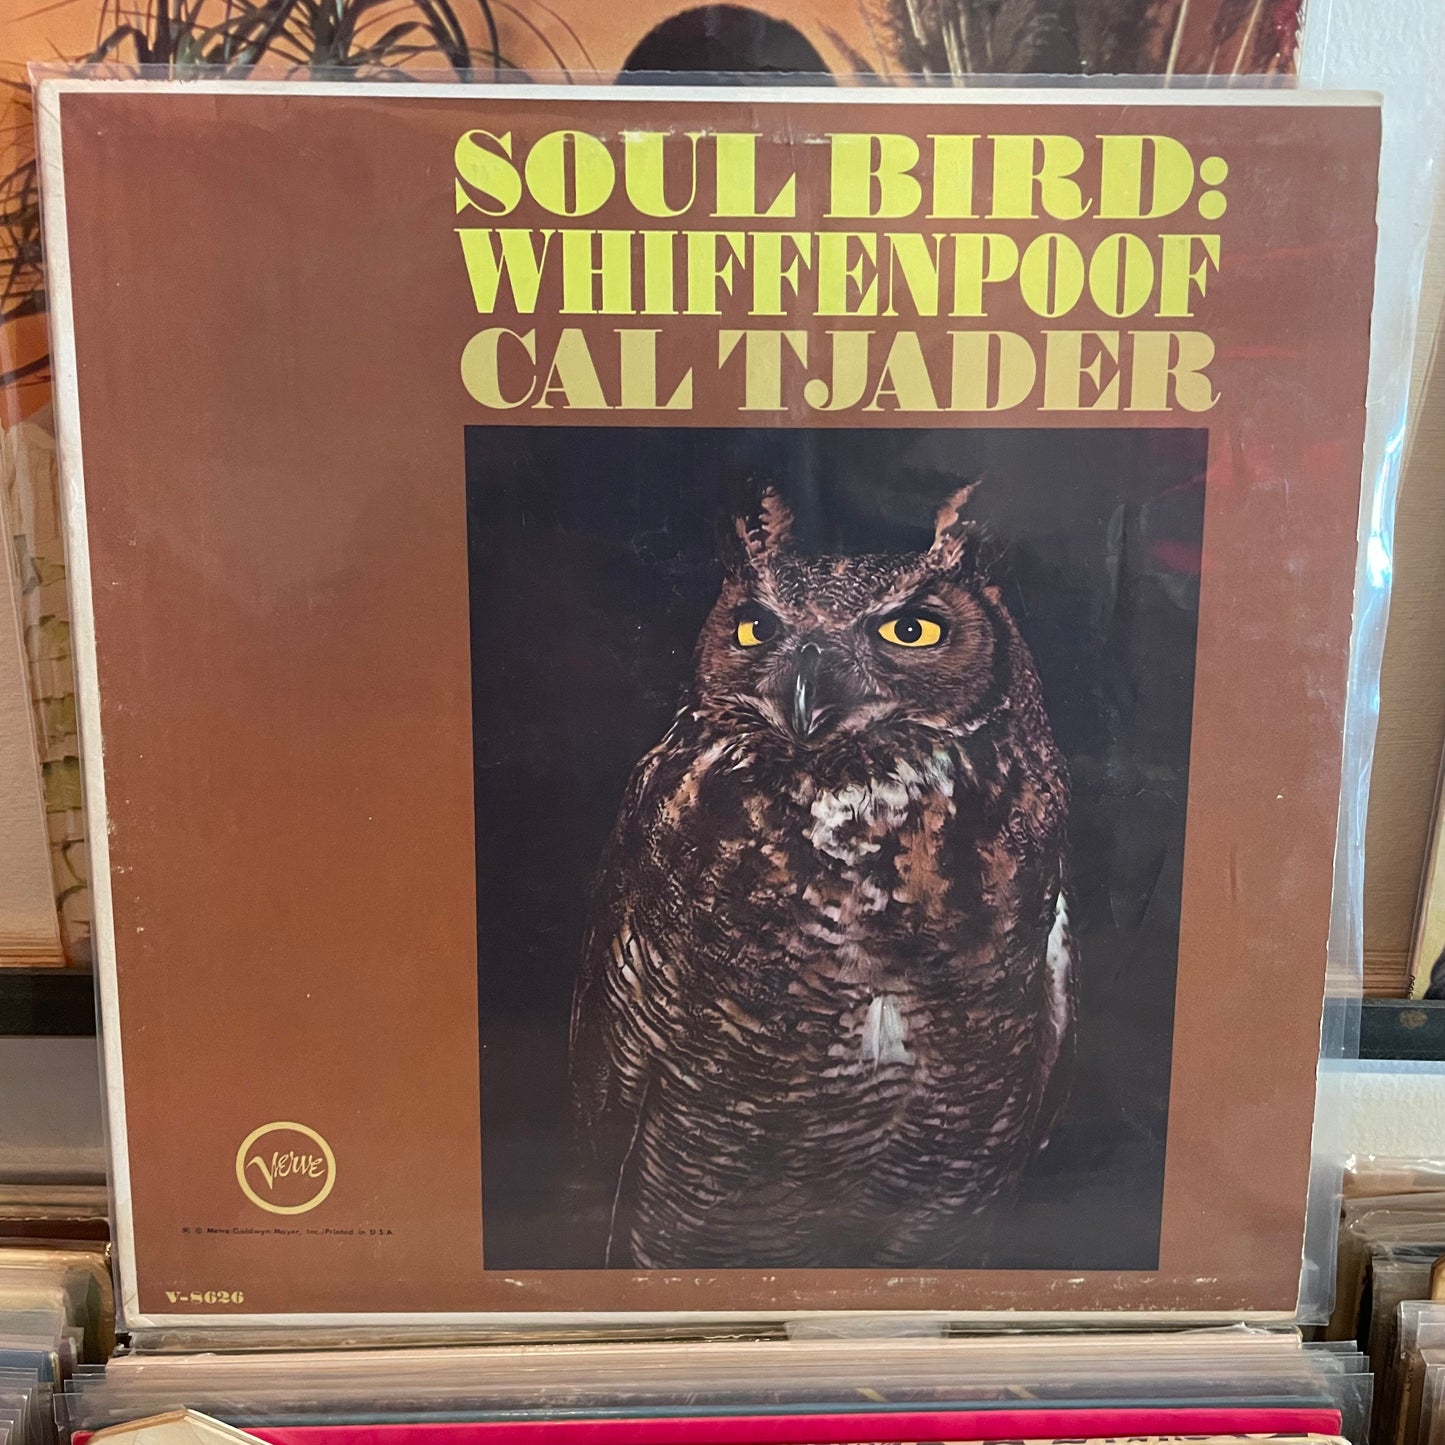 SOUL BIRD:
WHIFFENPOOF
CAL TJADER
Verve
℗ © Metro-Goldwyn-Mayer, Inc./Printed in U.S.A.
V-8626